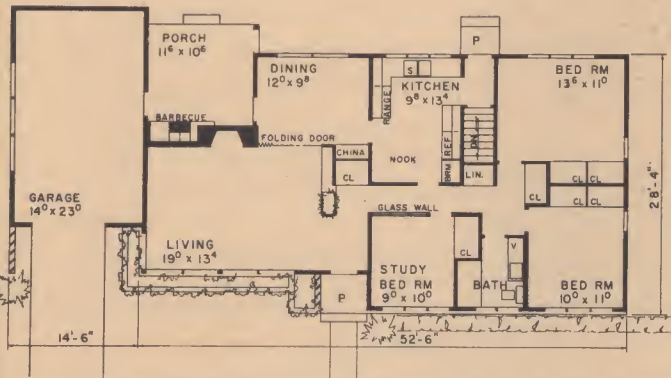 PORCH
11⁶ x 10⁶
P
DINING
12⁰ x 9⁸
S
KITCHEN
9⁸ x 13⁴
BED RM
13⁶ x 11⁰
RANGE
BARBECUE
FOLDING DOOR
CHINA
NOOK
REF.
DN
CL
BRM
LIN.
CL
CL
CL
CL
CL
28'-4"
GARAGE
14⁰ x 23⁰
GLASS WALL
LIVING
19⁰ x 13⁴
CL
V
STUDY
BED RM
9⁰ x 10⁰
BATH
BED RM
10⁰ x 11⁰
P
14'-6"
52'-6"